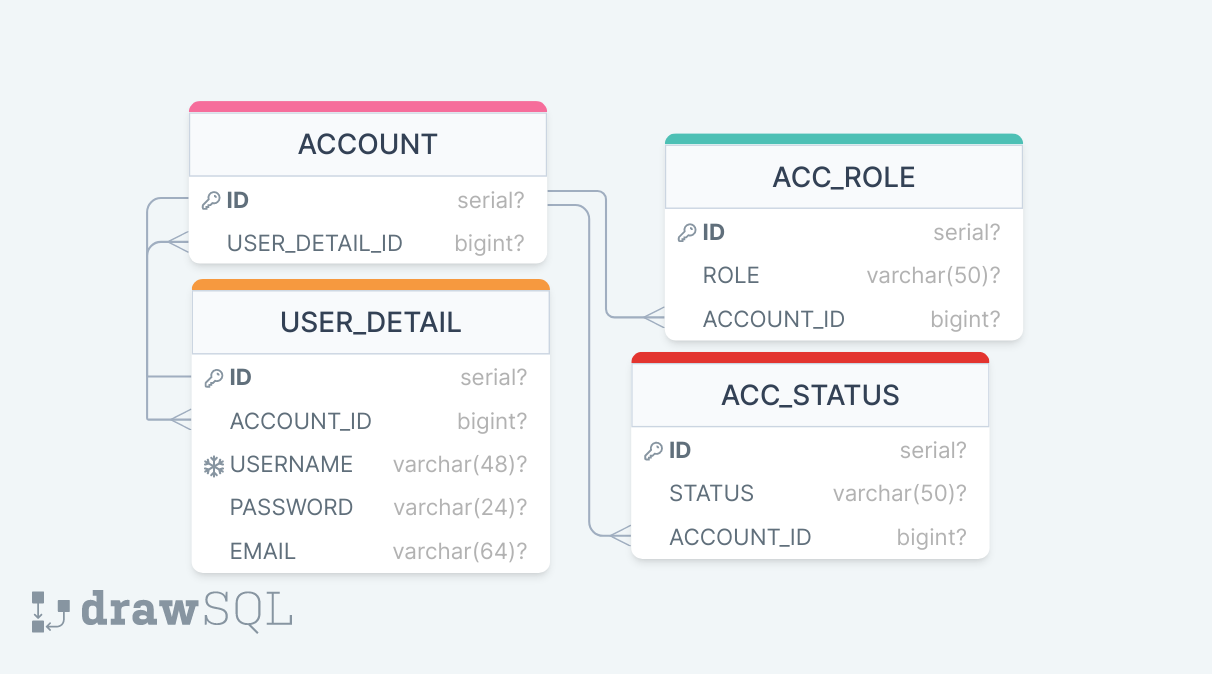 ACCOUNT
ID serial?
USER_DETAIL_ID bigint?
USER_DETAIL
ID serial?
ACCOUNT_ID bigint?
USERNAME varchar(48)?
PASSWORD varchar(24)?
EMAIL varchar(64)?
ACC_ROLE
ID serial?
ROLE varchar(50)?
ACCOUNT_ID bigint?
ACC_STATUS
ID serial?
STATUS varchar(50)?
ACCOUNT_ID bigint?
drawSQL